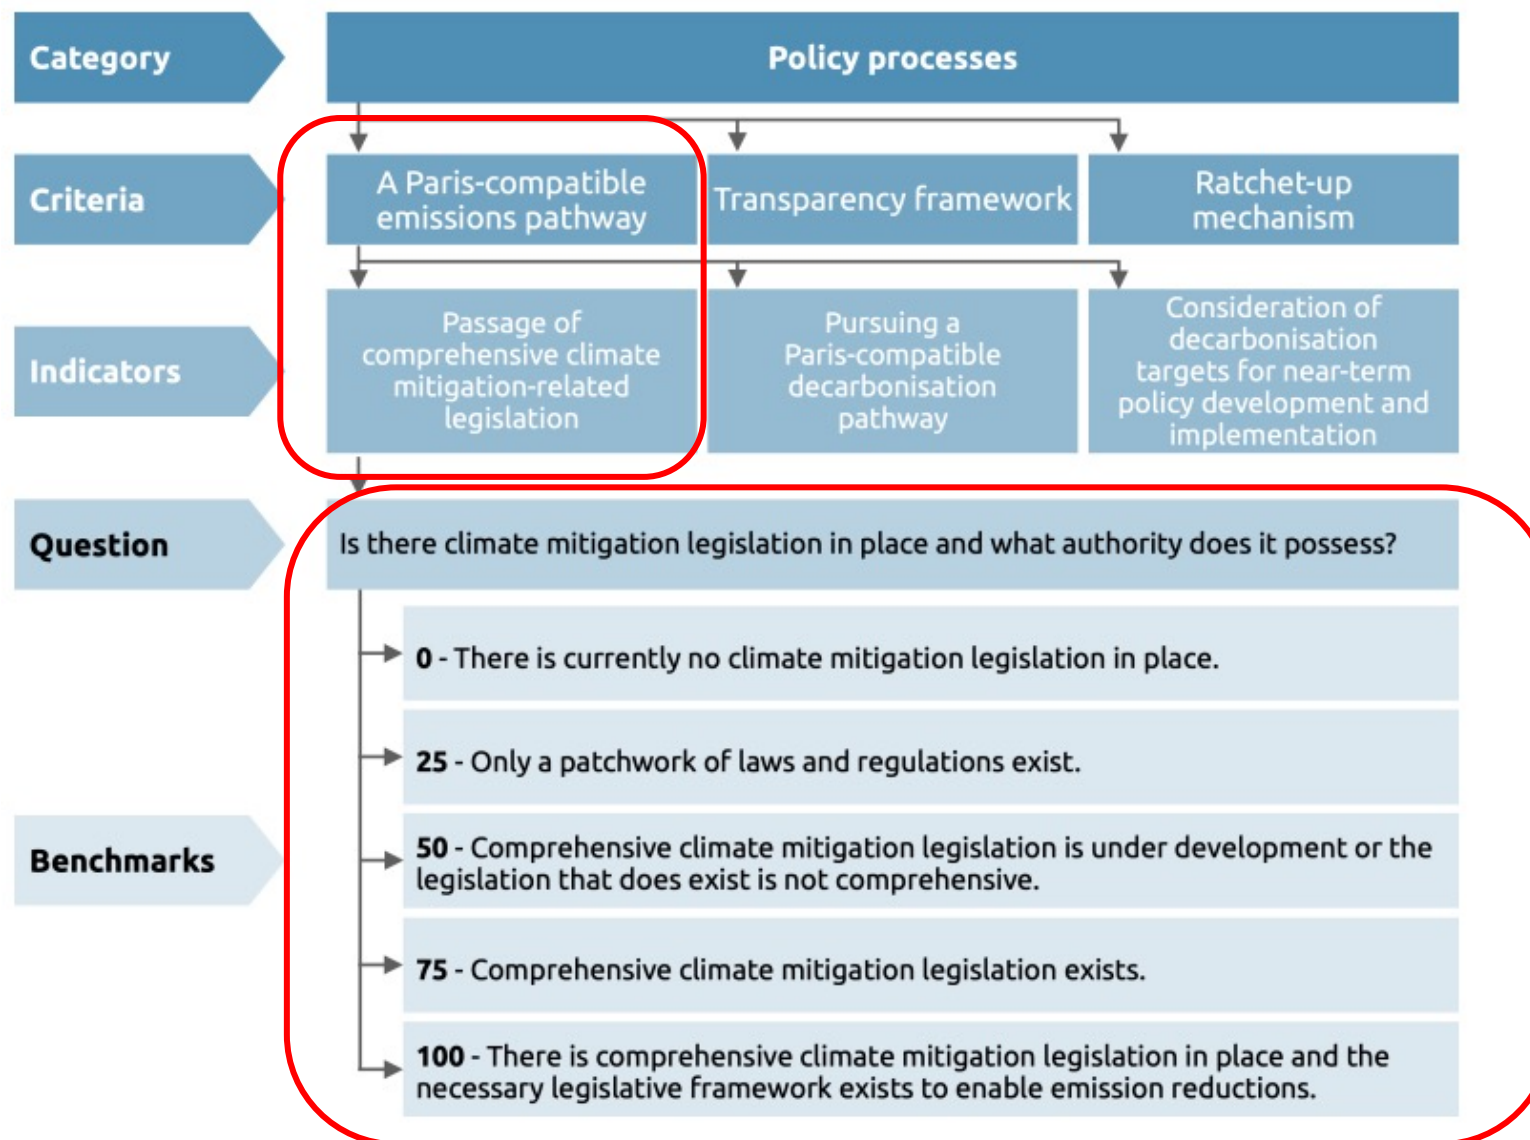 Category
Policy processes
Criteria
A Paris-compatible
emissions pathway
Transparency framework
Ratchet-up
mechanism
Indicators
Passage of
comprehensive climate
mitigation-related
legislation
Pursuing a
Paris-compatible
decarbonisation
pathway
Consideration of
decarbonisation
targets for near-term
policy development and
implementation
Question
Is there climate mitigation legislation in place and what authority does it possess?
Benchmarks
0 - There is currently no climate mitigation legislation in place.
25 - Only a patchwork of laws and regulations exist.
50 - Comprehensive climate mitigation legislation is under development or the
legislation that does exist is not comprehensive.
75 - Comprehensive climate mitigation legislation exists.
100 - There is comprehensive climate mitigation legislation in place and the
necessary legislative framework exists to enable emission reductions.